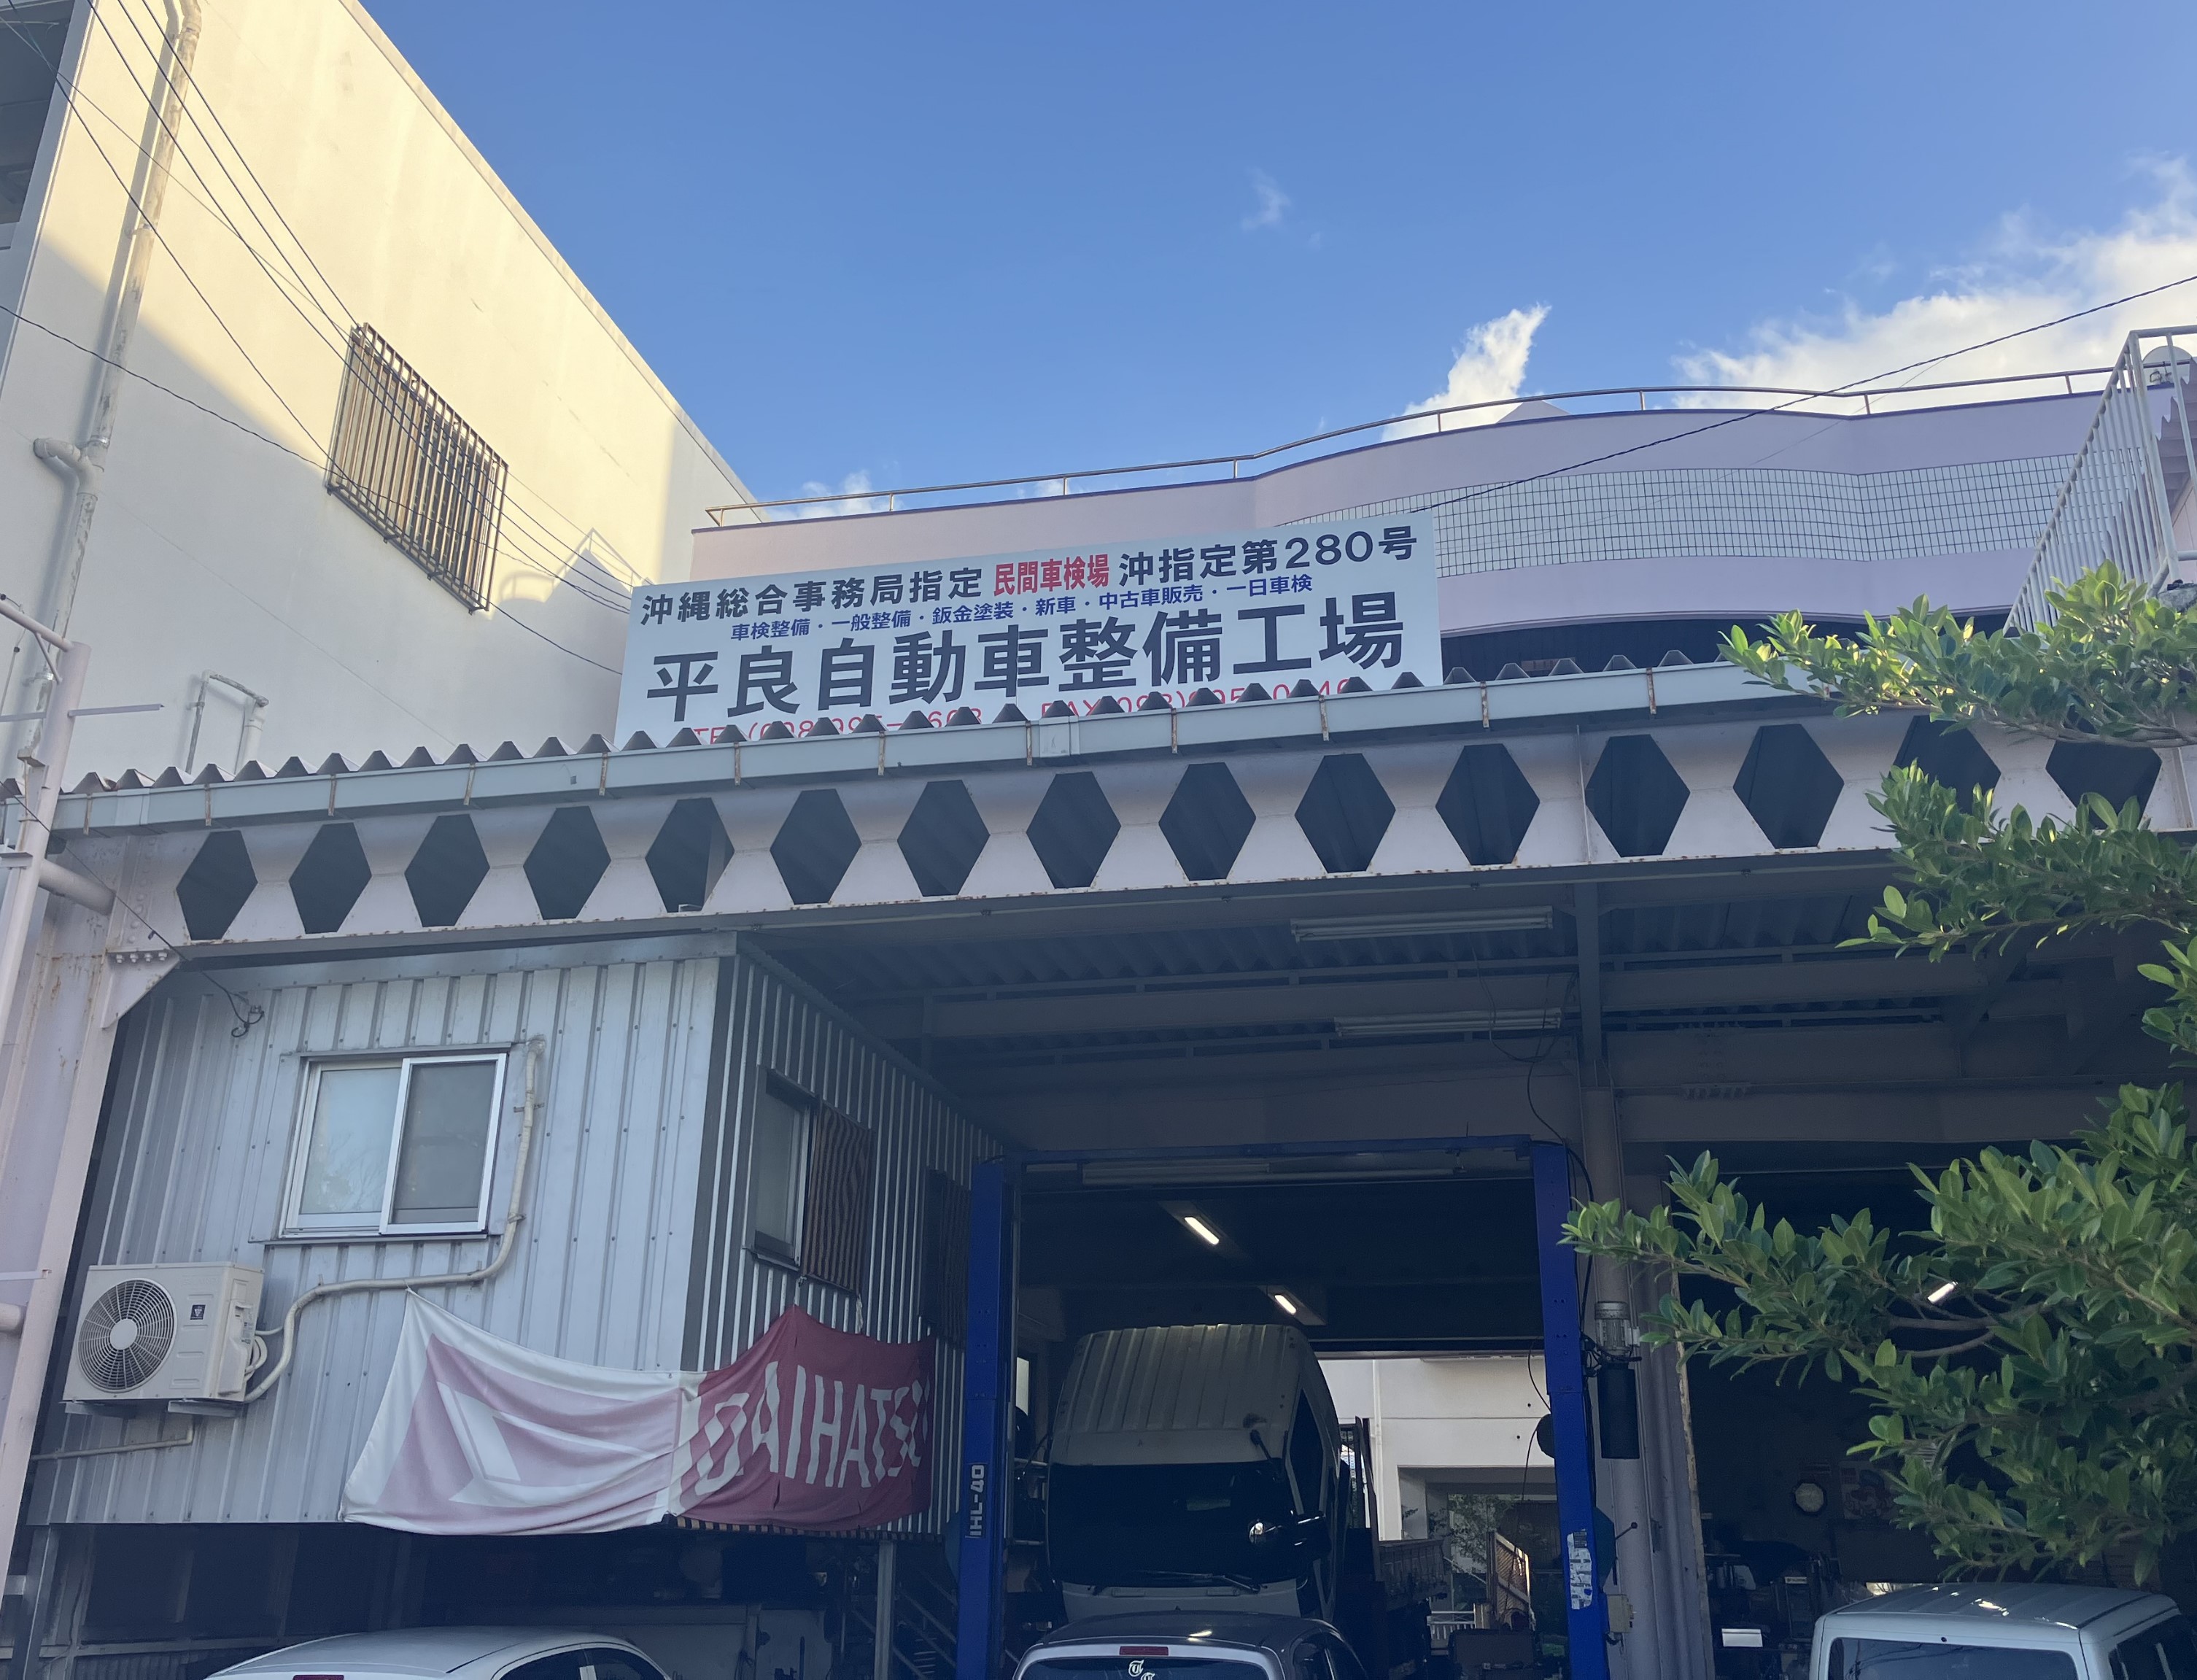 沖縄総合事務局指定 民間車検場 沖指定第280号
車検整備・一般整備・鈑金塗装・新車・中古車販売・一日車検
平良自動車整備工場
DAIHATSU